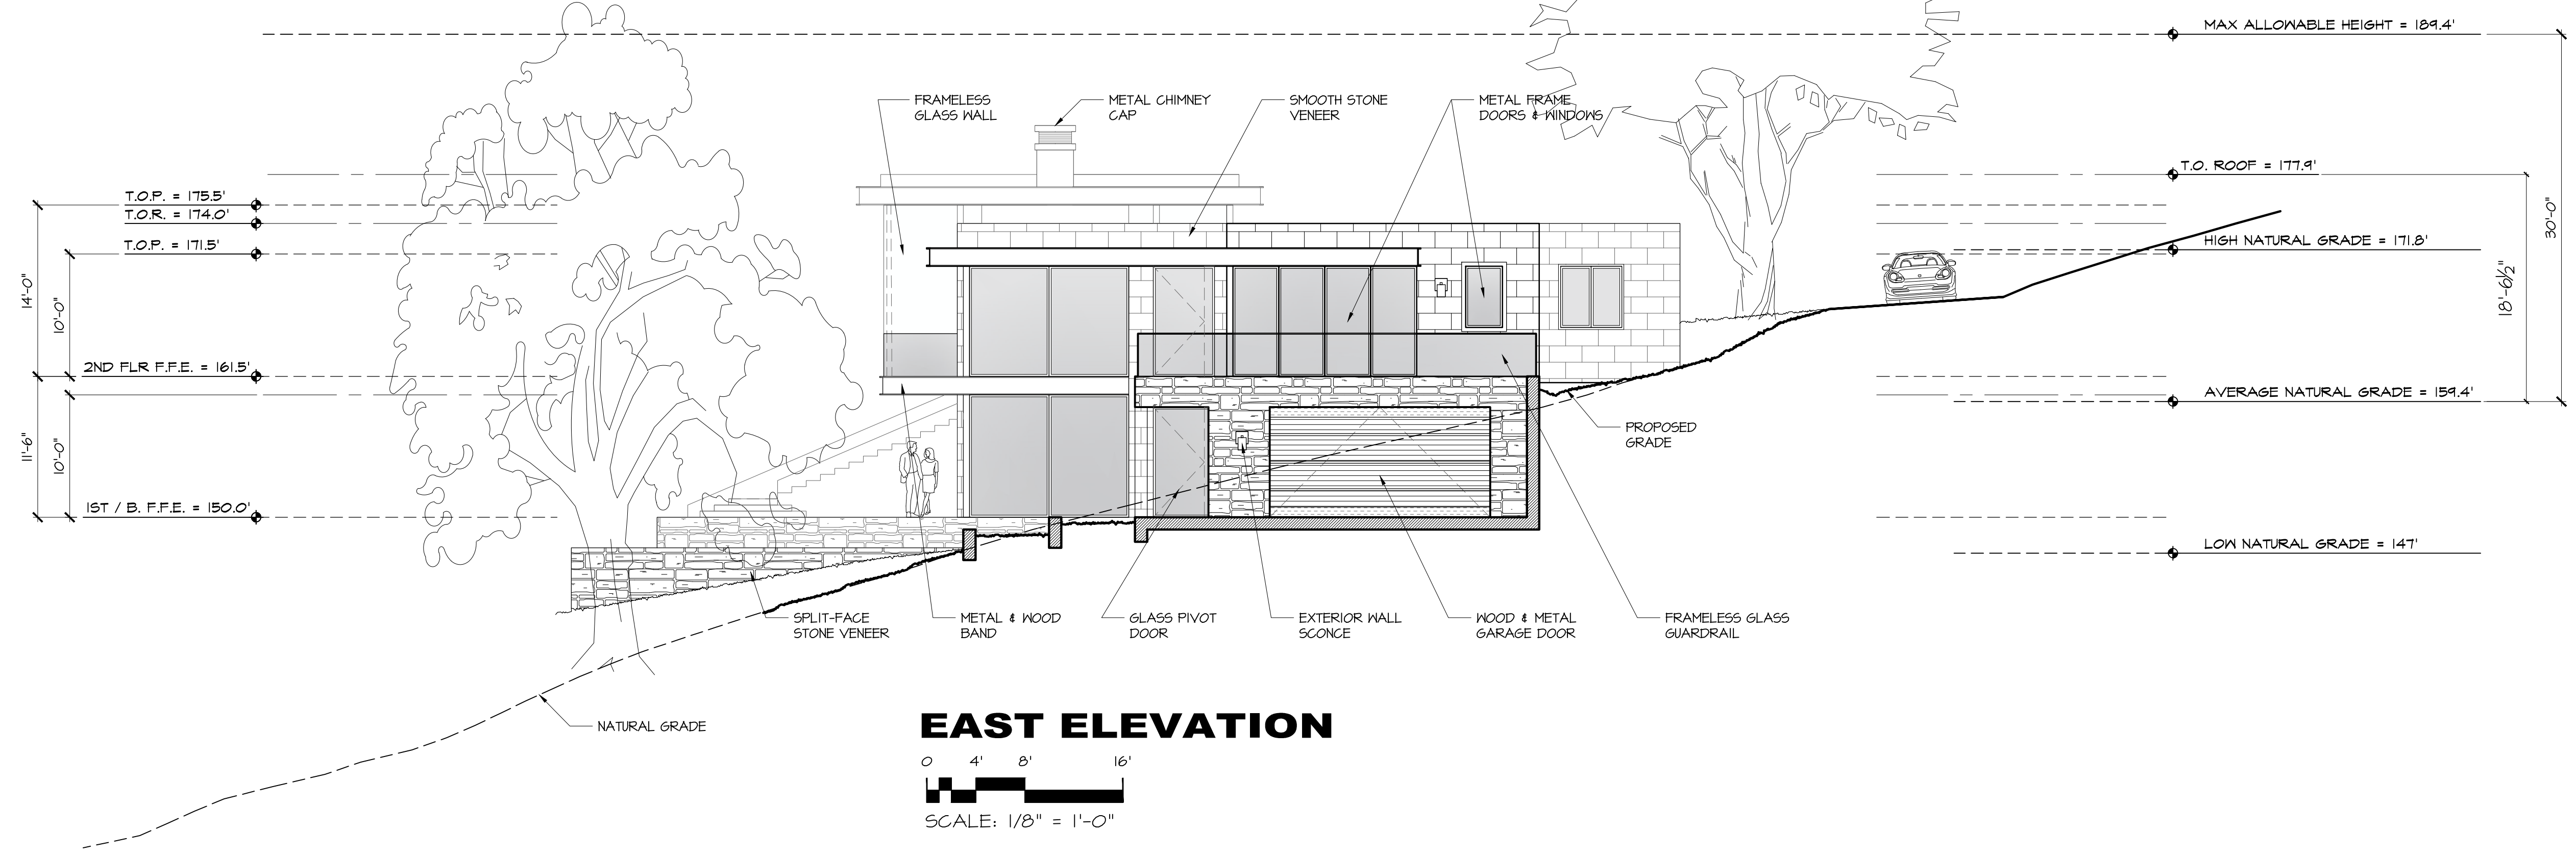 MAX ALLOWABLE HEIGHT = 189.4'
FRAMELESS
GLASS WALL
METAL CHIMNEY
CAP
SMOOTH STONE
VENEER
METAL FRAME
DOORS & WINDOWS
T.O. ROOF = 177.9'
T.O.P. = 175.5'
T.O.R. = 174.0'
T.O.P. = 171.5'
HIGH NATURAL GRADE = 171.8'
30'-0"
18'-6½"
14'-0"
10'-0"
2ND FLR F.F.E. = 161.5'
AVERAGE NATURAL GRADE = 159.4'
PROPOSED
GRADE
11'-6"
10'-0"
1ST / B. F.F.E. = 150.0'
LOW NATURAL GRADE = 147'
SPLIT-FACE
STONE VENEER
METAL & WOOD
BAND
GLASS PIVOT
DOOR
EXTERIOR WALL
SCONCE
WOOD & METAL
GARAGE DOOR
FRAMELESS GLASS
GUARDRAIL
NATURAL GRADE
EAST ELEVATION
0 4' 8' 16'
SCALE: 1/8" = 1'-0"